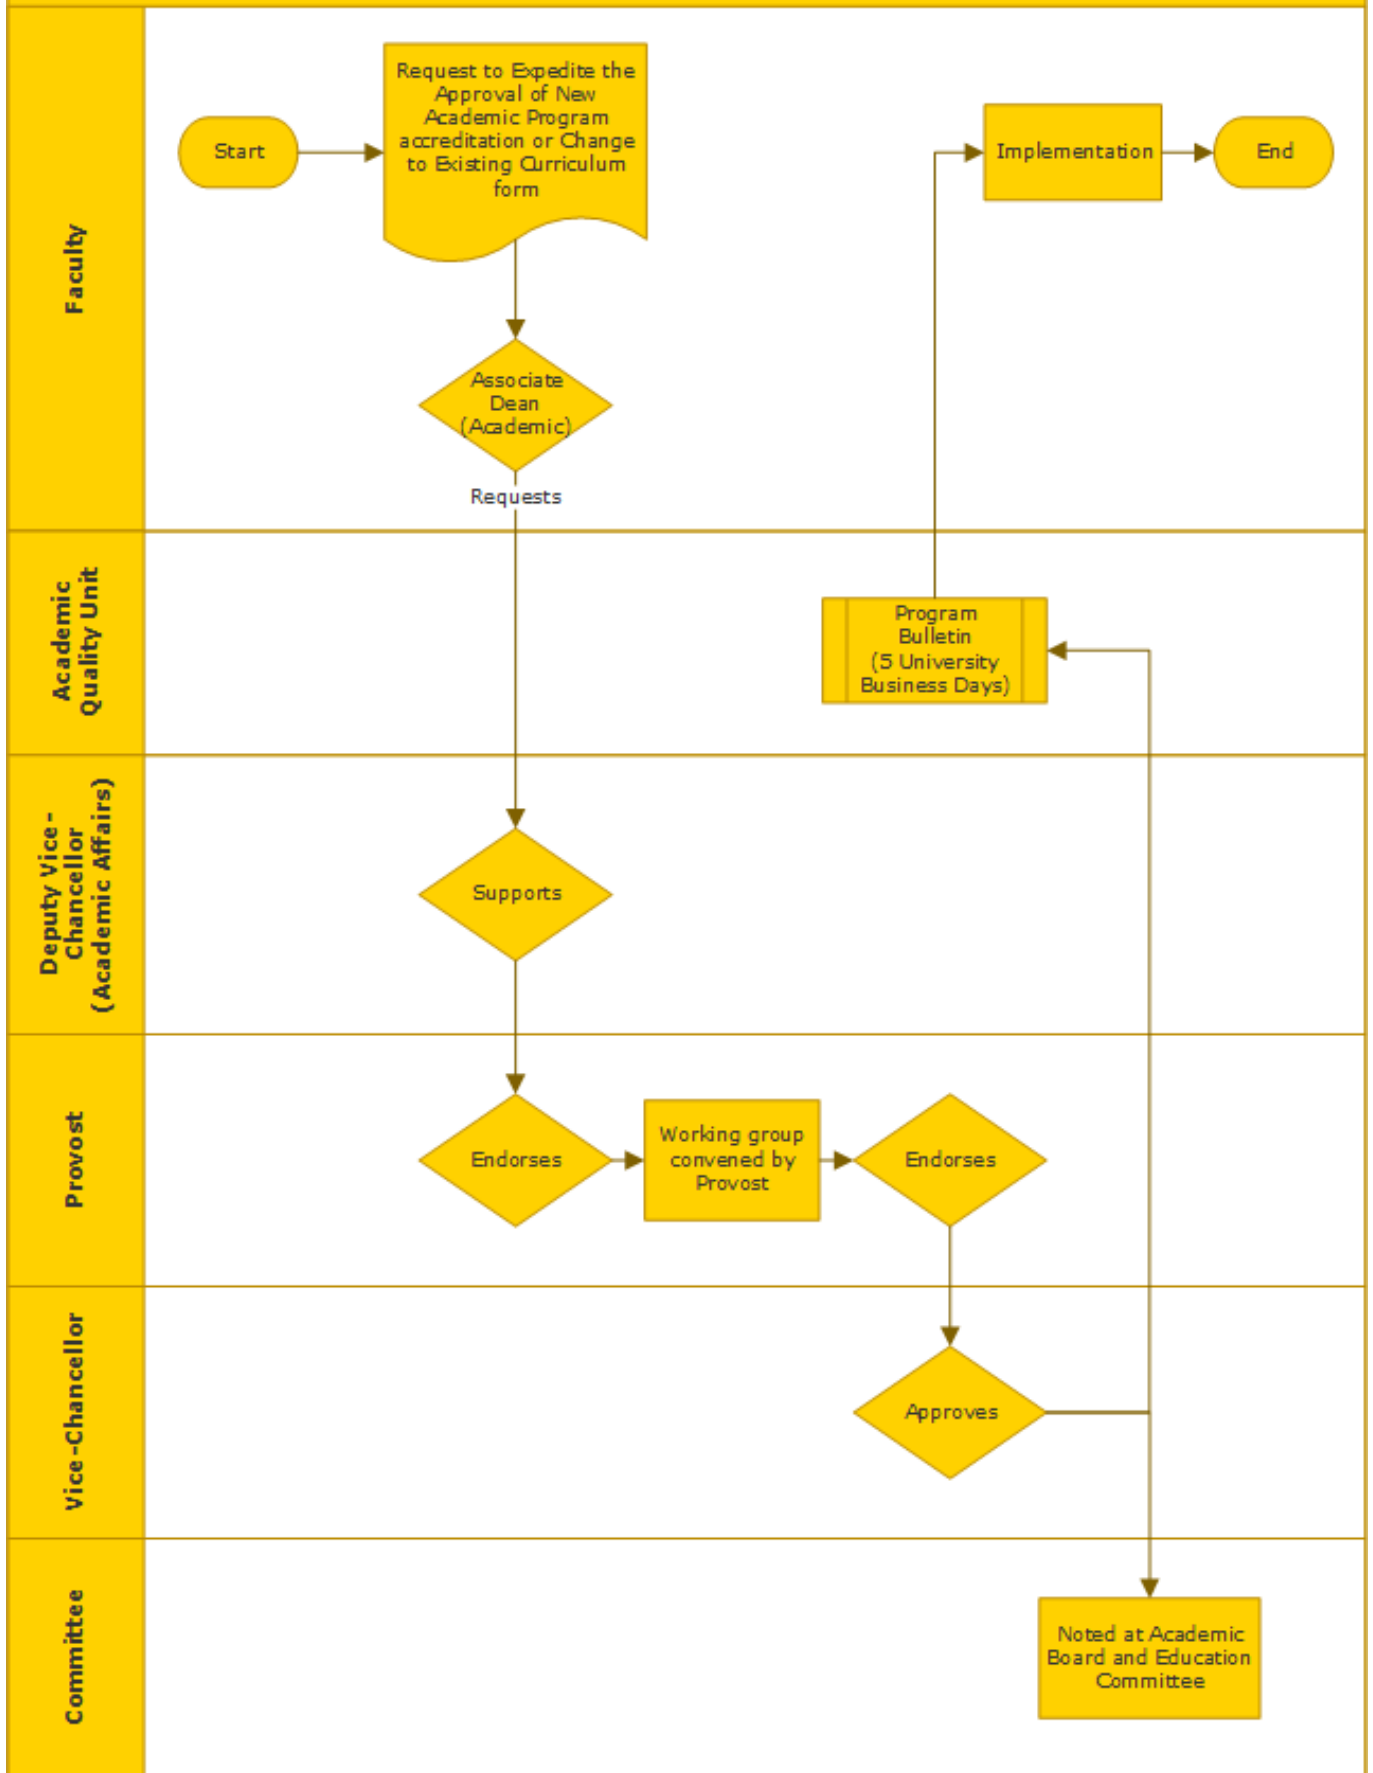 Faculty
Start
Request to Expedite the
Approval of New
Academic Program
accreditation or Change
to Existing Curriculum
form
Implementation
End
Associate
Dean
(Academic)
Requests
Academic
Quality Unit
Program
Bulletin
(5 University
Business Days)
Deputy Vice-
Chancellor
(Academic Affairs)
Supports
Provost
Endorses
Working group
convened by
Provost
Endorses
Vice-Chancellor
Approves
Committee
Noted at Academic
Board and Education
Committee